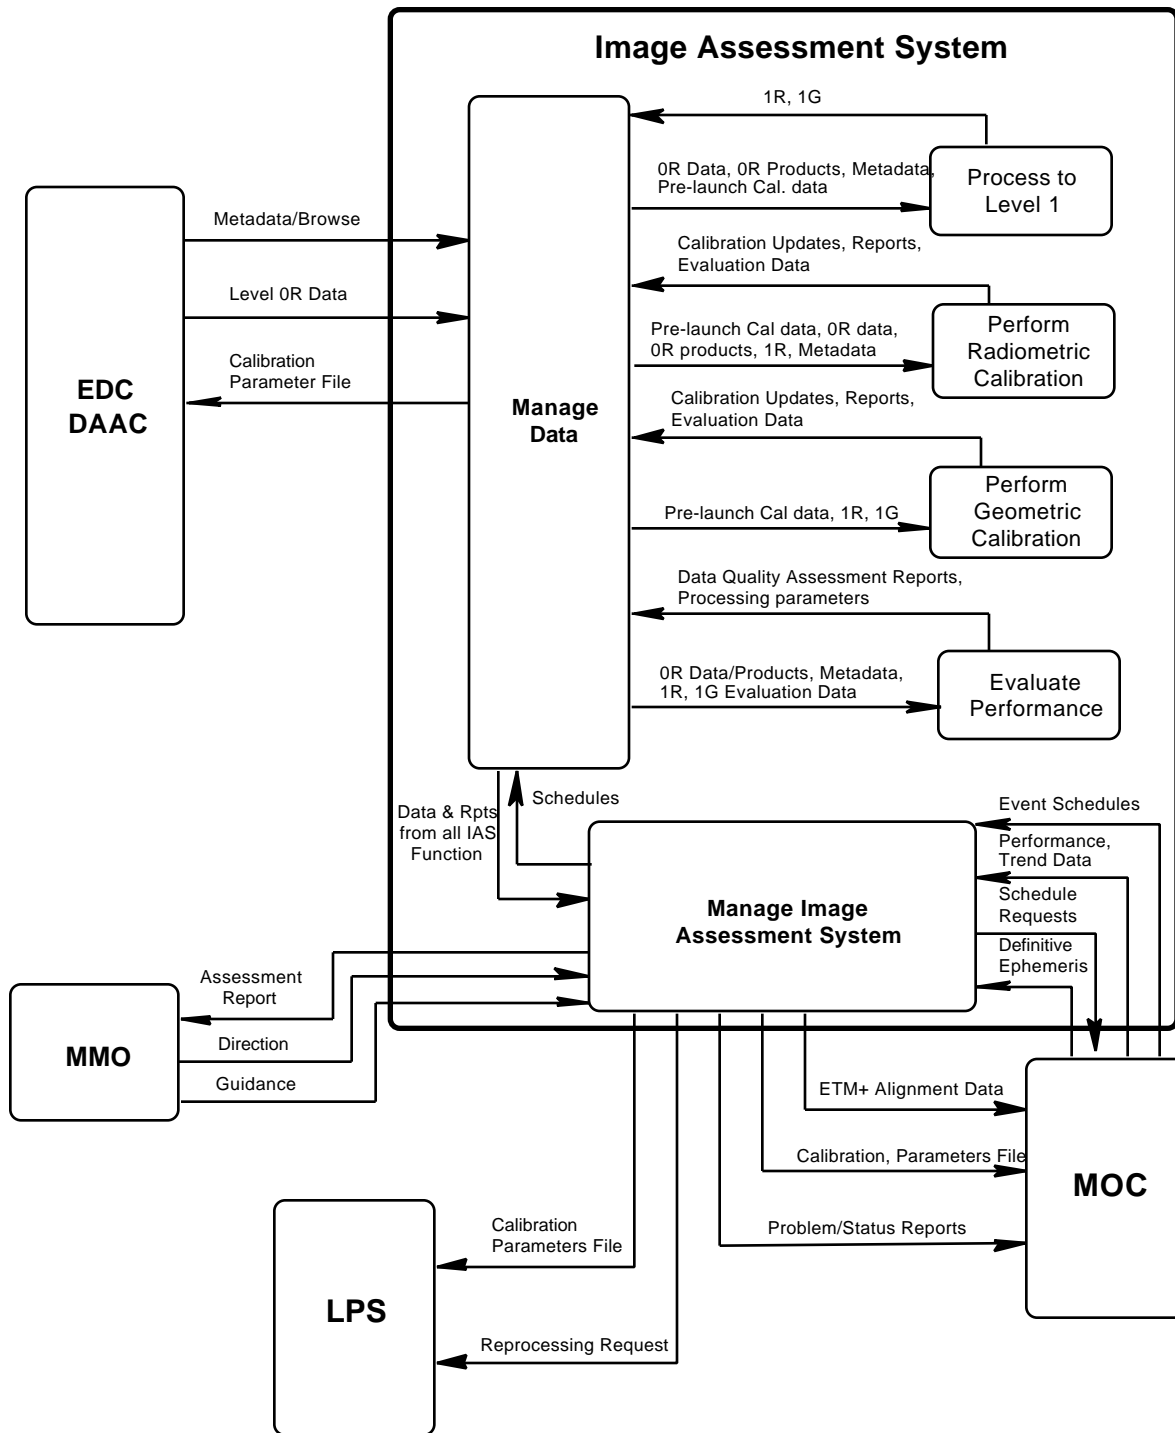 Image Assessment System
1R, 1G
0R Data, 0R Products, Metadata,
Pre-launch Cal. data
Process to
Level 1
Metadata/Browse
Calibration Updates, Reports,
Evaluation Data
Level 0R Data
Pre-launch Cal data, 0R data,
0R products, 1R, Metadata
Perform
Radiometric
Calibration
Calibration
Parameter File
EDC
DAAC
Manage
Data
Calibration Updates, Reports,
Evaluation Data
Pre-launch Cal data, 1R, 1G
Perform
Geometric
Calibration
Data Quality Assessment Reports,
Processing parameters
0R Data/Products, Metadata,
1R, 1G Evaluation Data
Evaluate
Performance
Data & Rpts
from all IAS
Function
Schedules
Event Schedules
Performance,
Trend Data
Schedule
Requests
Definitive
Ephemeris
Manage Image
Assessment System
Assessment
Report
MMO
Direction
Guidance
ETM+ Alignment Data
Calibration, Parameters File
MOC
Problem/Status Reports
Calibration
Parameters File
LPS
Reprocessing Request